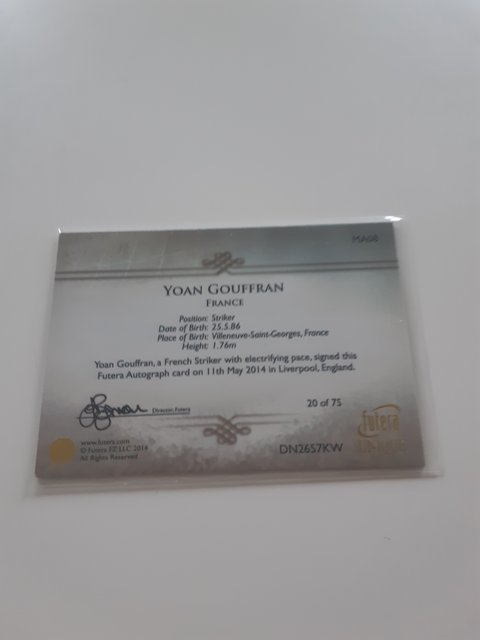 MA08
YOAN GOUFFRAN
FRANCE
Position: Striker
Date of Birth: 25.5.86
Place of Birth: Villeneuve-Saint-Georges, France
Height: 1.76m
Yoan Gouffran, a French Striker with electrifying pace, signed this
Futera Autograph card on 11th May 2014 in Liverpool, England.
Director, Futera
20 of 75
futera
www.futera.com
© Futera FZ LLC 2014
All Rights Reserved
DN2657KW